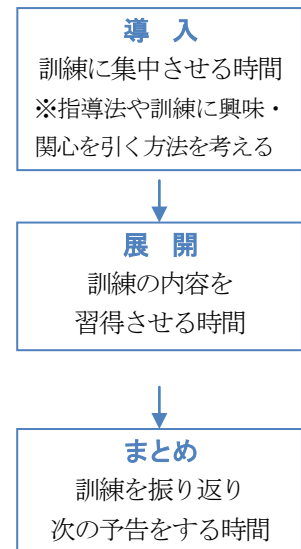 導　入
訓練に集中させる時間
※指導法や訓練に興味・
関心を引く方法を考える
展　開
訓練の内容を
習得させる時間
まとめ
訓練を振り返り
次の予告をする時間